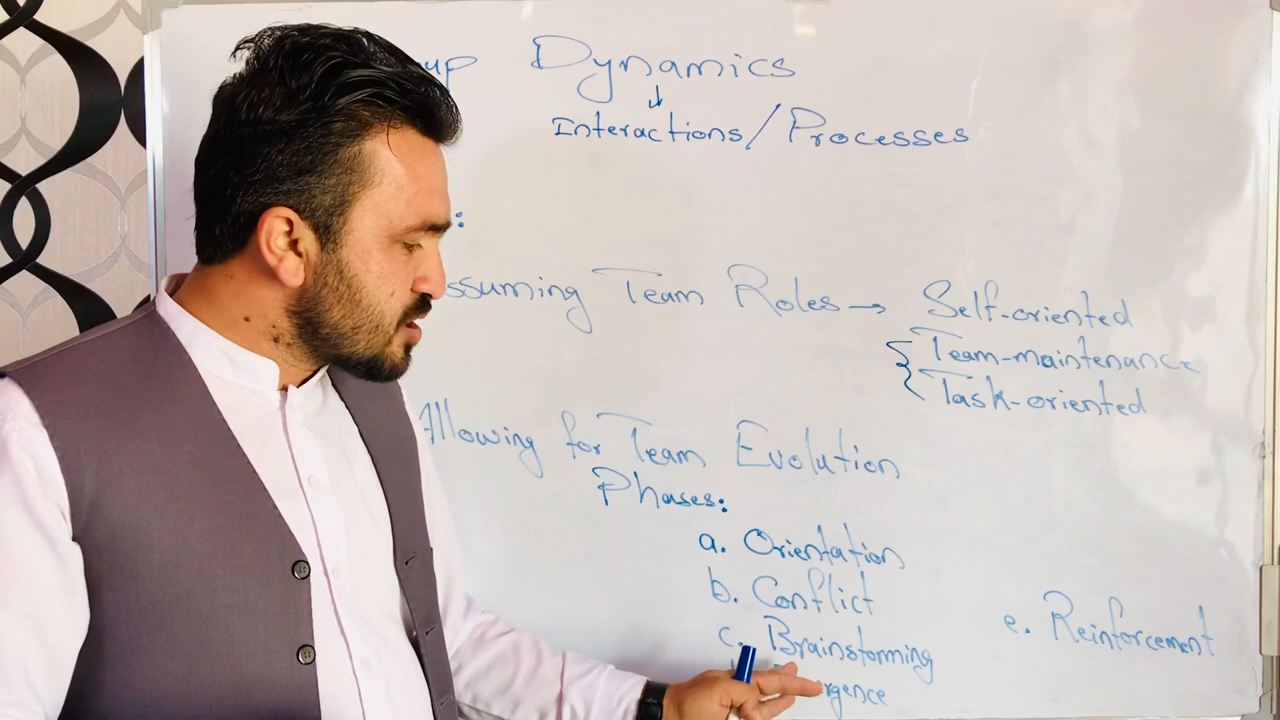 up Dynamics
Interactions/Processes
:
ssuming Team Roles → Self-oriented
Team-maintenance
Task-oriented
Allowing for Team Evolution
Phases:
a. Orientation
b. Conflict
c. Brainstorming
e. Reinforcement
rgence